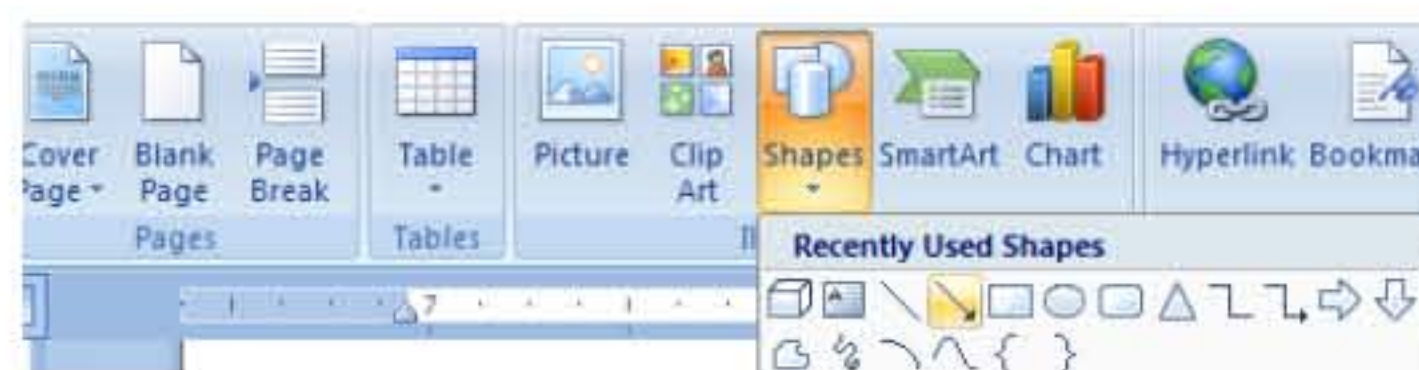 Cover Page
Blank Page
Page Break
Table
Picture
Clip Art
Shapes
SmartArt
Chart
Hyperlink
Pages
Tables
Recently Used Shapes
7
A